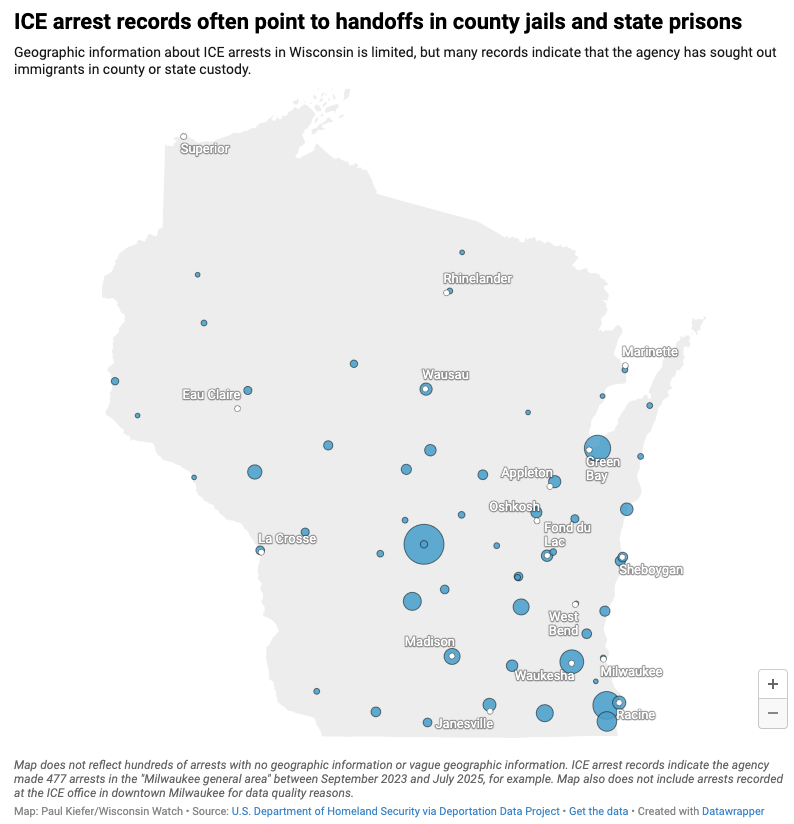 ICE arrest records often point to handoffs in county jails and state prisons
Geographic information about ICE arrests in Wisconsin is limited, but many records indicate that the agency has sought out
immigrants in county or state custody.
Superior
Rhinelander
Marinette
Wausau
Eau Claire
Green
Bay
Appleton
Oshkosh
Fond du
Lac
La Crosse
Sheboygan
West
Bend
Madison
Milwaukee
Waukesha
Racine
Janesville
+
−
Map does not reflect hundreds of arrests with no geographic information or vague geographic information. ICE arrest records indicate the agency
made 477 arrests in the "Milwaukee general area" between September 2023 and July 2025, for example. Map also does not include arrests recorded
at the ICE office in downtown Milwaukee for data quality reasons.
Map: Paul Kiefer/Wisconsin Watch • Source: U.S. Department of Homeland Security via Deportation Data Project • Get the data • Created with Datawrapper